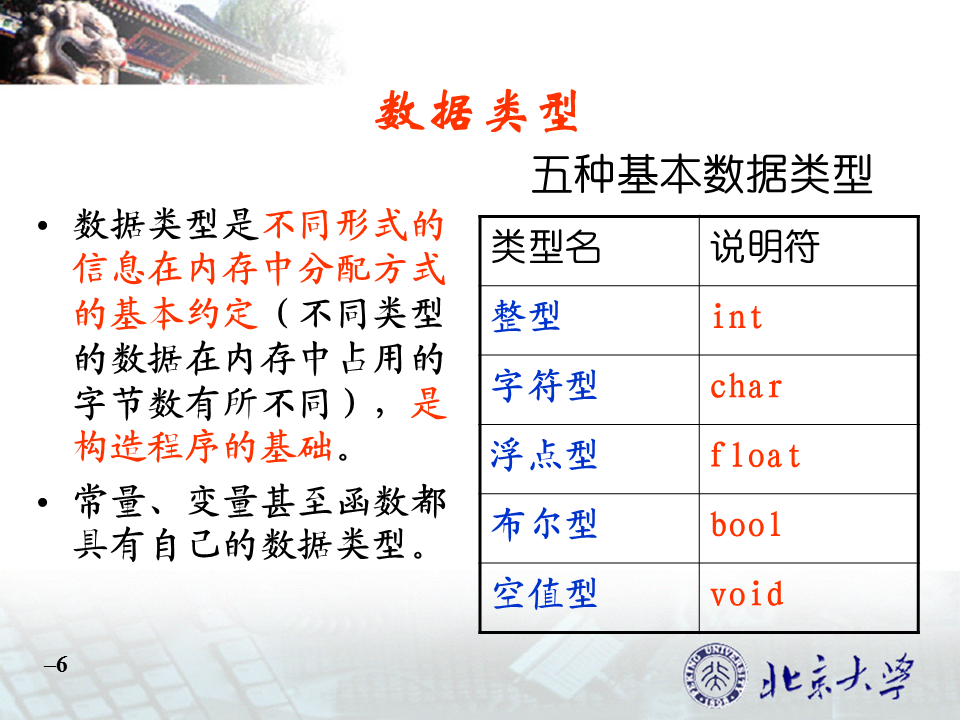 数据类型
• 数据类型是不同形式的
信息在内存中分配方式
的基本约定（不同类型
的数据在内存中占用的
字节数有所不同），是
构造程序的基础。
• 常量、变量甚至函数都
具有自己的数据类型。
五种基本数据类型
类型名 说明符
整型 int
字符型 char
浮点型 float
布尔型 bool
空值型 void
–6
PEKING UNIVERSITY
1898
北京大学